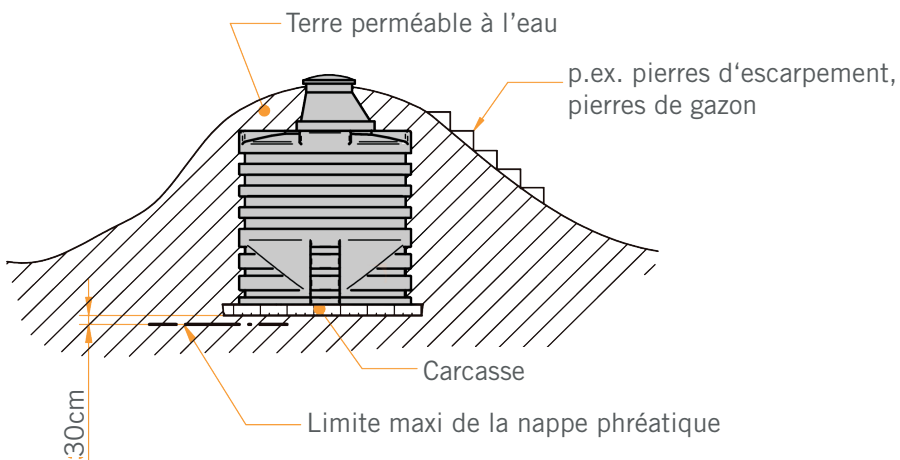 Terre perméable à l’eau
p.ex. pierres d‘escarpement,
pierres de gazon
Carcasse
Limite maxi de la nappe phréatique
30cm